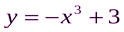 y = −x³ + 3